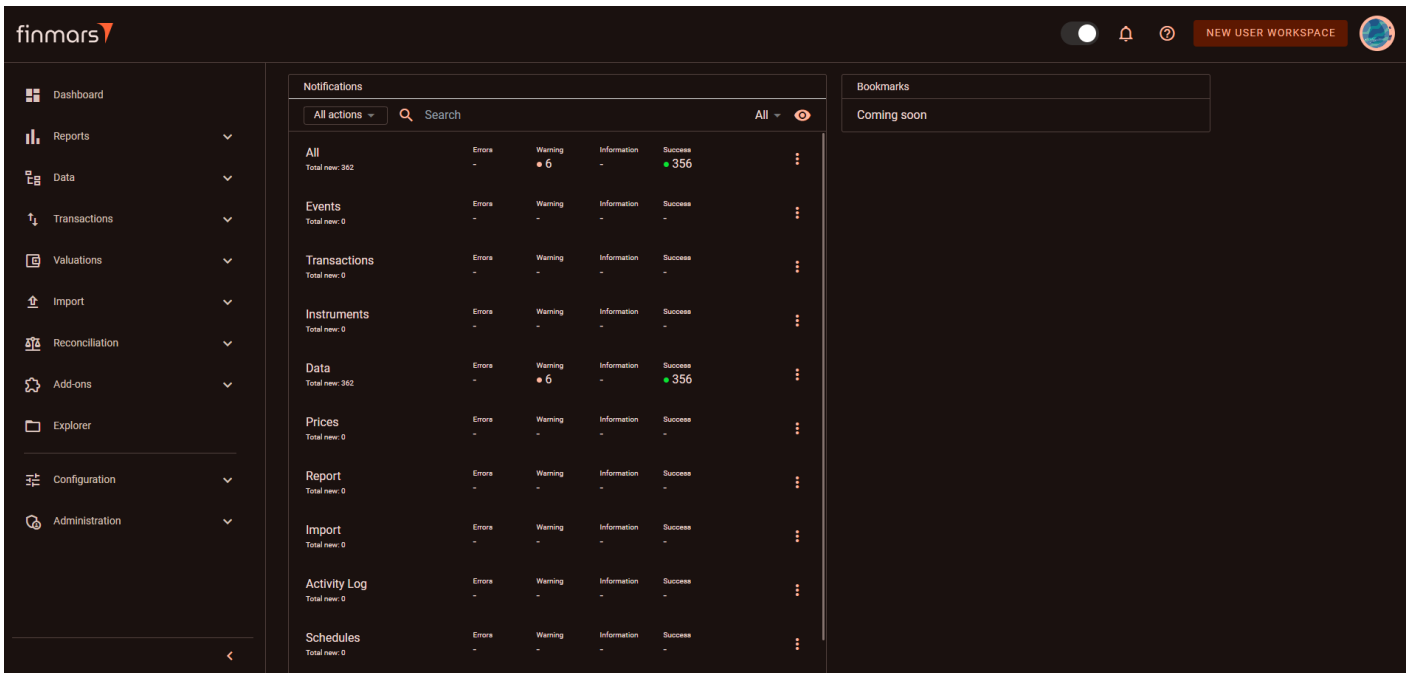 finmars
NEW USER WORKSPACE
Dashboard
Reports
Data
Transactions
Valuations
Import
Reconciliation
Add-ons
Explorer
Configuration
Administration
Notifications
All actions
Search
All
All
Total new: 362
Errors Warning Information Success
- 6 - 356
Events
Total new: 0
Errors Warning Information Success
- - - -
Transactions
Total new: 0
Errors Warning Information Success
- - - -
Instruments
Total new: 0
Errors Warning Information Success
- - - -
Data
Total new: 362
Errors Warning Information Success
- 6 - 356
Prices
Total new: 0
Errors Warning Information Success
- - - -
Report
Total new: 0
Errors Warning Information Success
- - - -
Import
Total new: 0
Errors Warning Information Success
- - - -
Activity Log
Total new: 0
Errors Warning Information Success
- - - -
Schedules
Total new: 0
Errors Warning Information Success
- - - -
Bookmarks
Coming soon